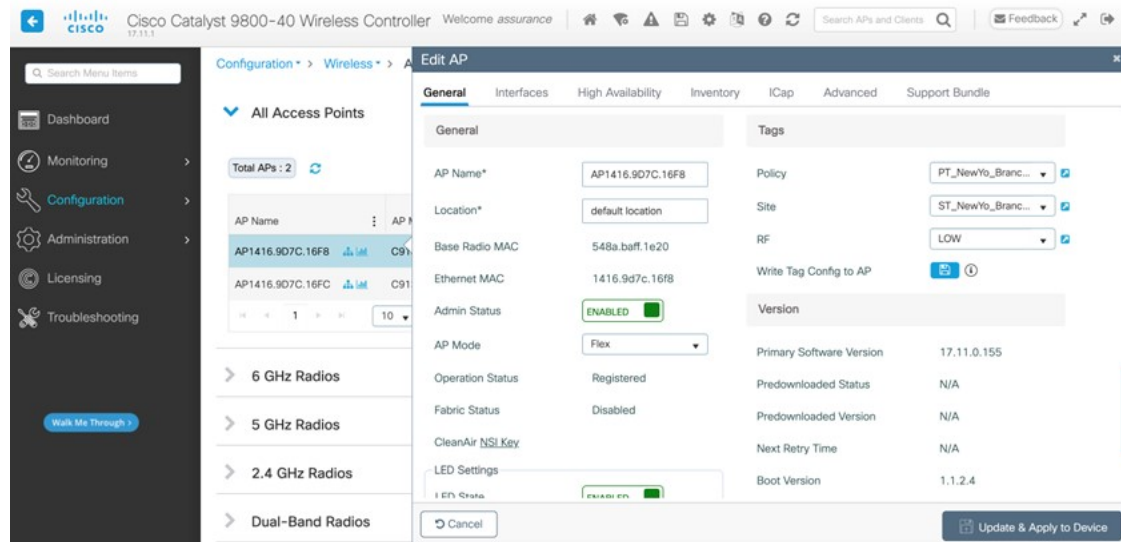 CISCO
Cisco Catalyst 9800-40 Wireless Controller
17.11.1
Welcome assurance
Search APs and Clients
Feedback
Search Menu Items
Dashboard
Monitoring
Configuration
Administration
Licensing
Troubleshooting
Walk Me Through >
Configuration > Wireless > A
All Access Points
Total APs : 2
AP Name AP M
AP1416.9D7C.16F8 C91
AP1416.9D7C.16FC C91
1 10
6 GHz Radios
5 GHz Radios
2.4 GHz Radios
Dual-Band Radios
Edit AP
General Interfaces High Availability Inventory ICap Advanced Support Bundle
General
AP Name* AP1416.9D7C.16F8
Location* default location
Base Radio MAC 548a.baff.1e20
Ethernet MAC 1416.9d7c.16f8
Admin Status ENABLED
AP Mode Flex
Operation Status Registered
Fabric Status Disabled
CleanAir NSI Key
LED Settings
LED State ENABLED
Tags
Policy PT_NewYo_Branc...
Site ST_NewYo_Branc...
RF LOW
Write Tag Config to AP
Version
Primary Software Version 17.11.0.155
Predownloaded Status N/A
Predownloaded Version N/A
Next Retry Time N/A
Boot Version 1.1.2.4
Cancel
Update & Apply to Device